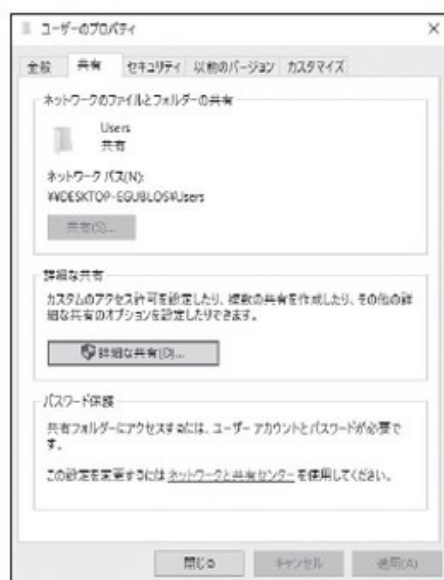 ユーザーのプロパティ
全般 共有 セキュリティ 以前のバージョン カスタマイズ
ネットワークのファイルとフォルダーの共有
Users
共有
ネットワーク パス(N):
¥¥DESKTOP-EGUBLOS¥Users
共有(S)...
詳細な共有
カスタムのアクセス許可を設定したり、複数の共有を作成したり、その他の詳
細な共有のオプションを設定したりできます。
詳細な共有(D)...
パスワード保護
共有フォルダーにアクセスするには、ユーザー アカウントとパスワードが必要で
す。
この設定を変更するには ネットワークと共有センター を使用してください。
閉じる キャンセル 適用(A)